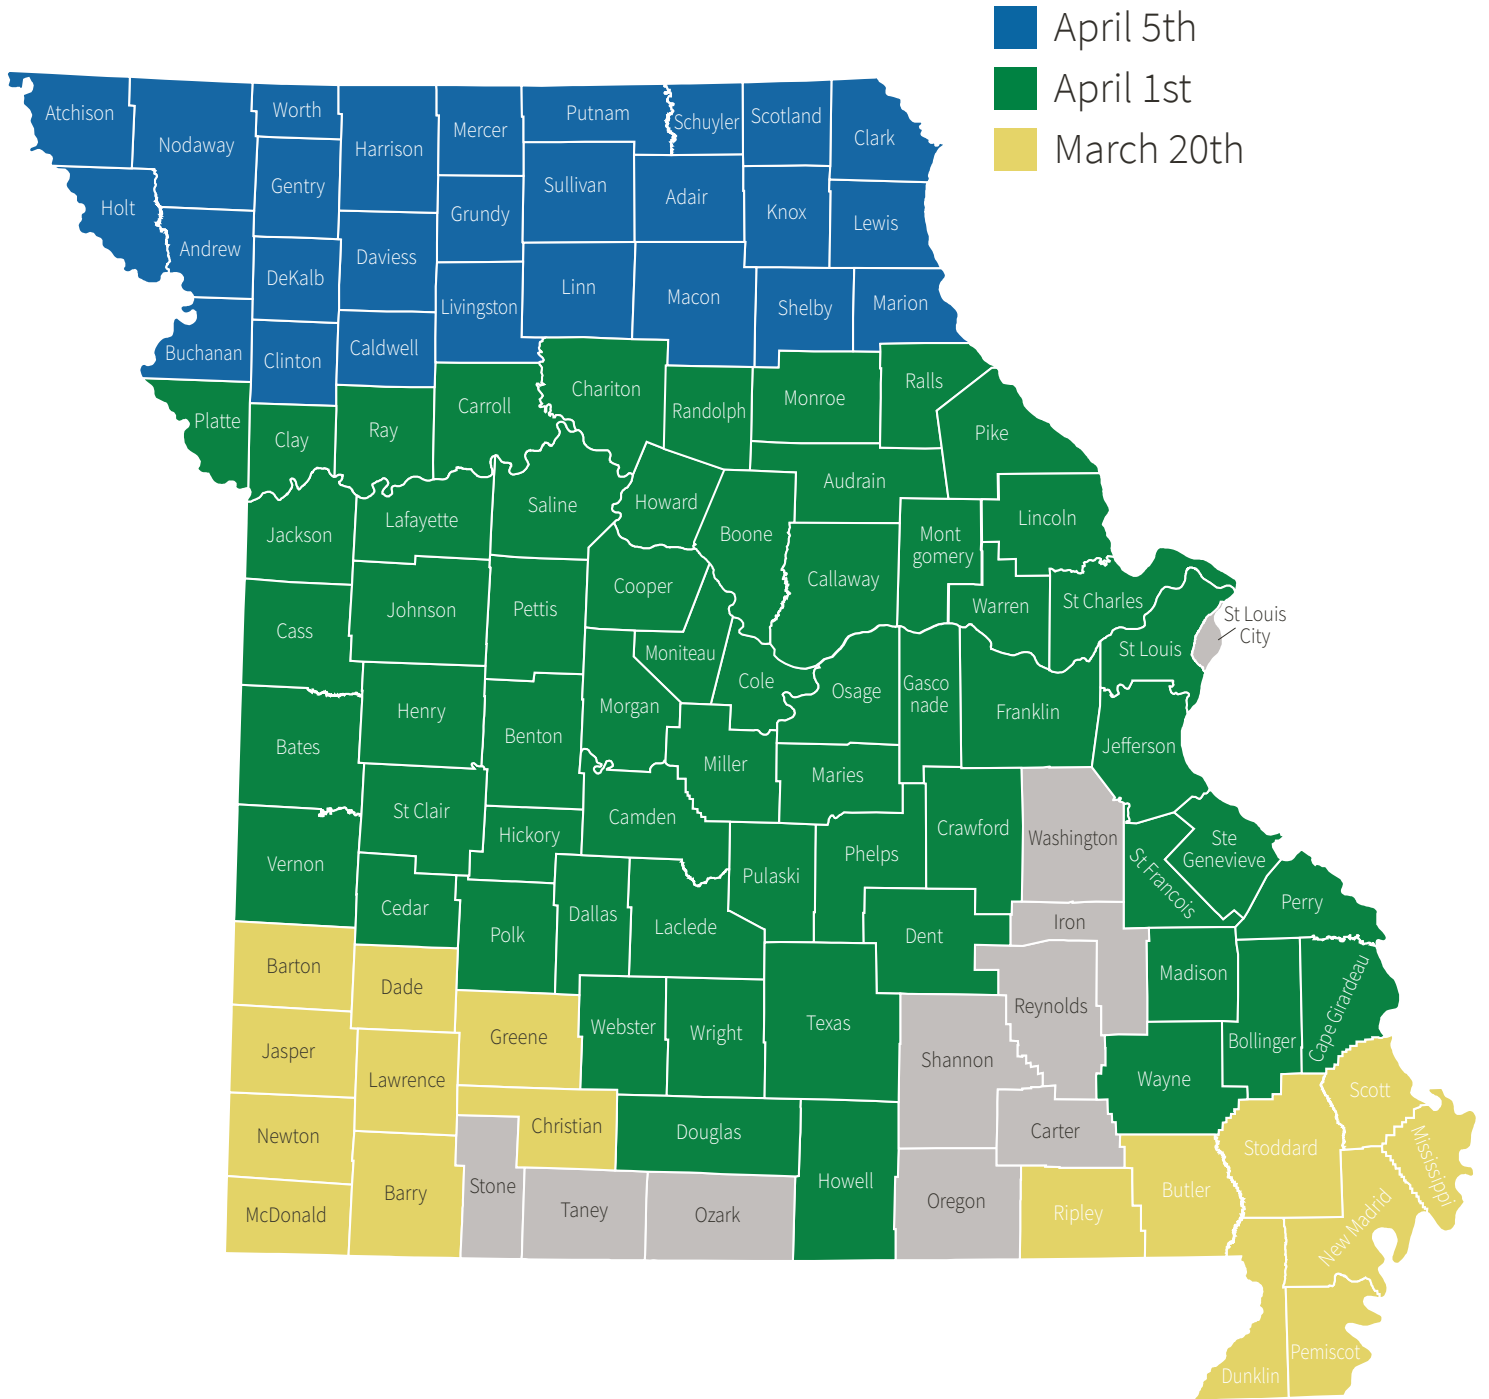 April 5th
April 1st
March 20th
Atchison
Nodaway
Worth
Harrison
Mercer
Putnam
Schuyler
Scotland
Clark
Gentry
Sullivan
Adair
Knox
Lewis
Holt
Grundy
Andrew
DeKalb
Daviess
Livingston
Linn
Macon
Shelby
Marion
Buchanan
Clinton
Caldwell
Platte
Clay
Ray
Carroll
Chariton
Randolph
Monroe
Ralls
Pike
Audrain
Jackson
Lafayette
Saline
Howard
Boone
Callaway
Mont
gomery
Lincoln
Cass
Johnson
Pettis
Cooper
Moniteau
Cole
Warren
St Charles
St Louis
St Louis
City
Henry
Morgan
Osage
Gasco
nade
Franklin
Jefferson
Bates
Benton
Miller
Maries
St Clair
Hickory
Camden
Pulaski
Phelps
Crawford
Washington
St Francois
Ste
Genevieve
Perry
Vernon
Cedar
Polk
Dallas
Laclede
Dent
Iron
Madison
Bollinger
Cape Girardeau
Barton
Dade
Greene
Webster
Wright
Texas
Reynolds
Shannon
Wayne
Jasper
Lawrence
Christian
Douglas
Carter
Scott
Mississippi
Stoddard
Newton
Barry
Stone
Taney
Ozark
Howell
Oregon
Ripley
Butler
New Madrid
McDonald
Pemiscot
Dunklin